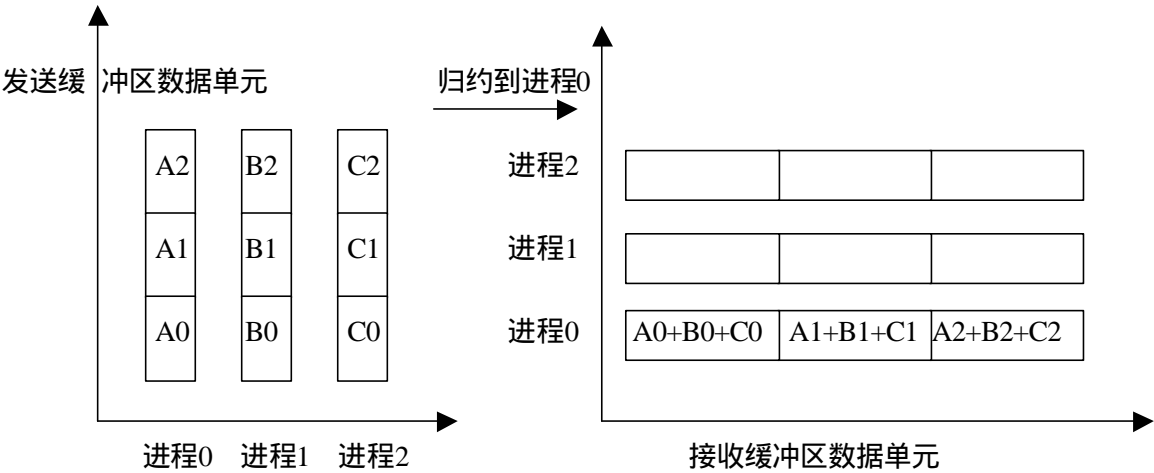 发送缓 冲区数据单元
归约到进程0
A2 B2 C2
A1 B1 C1
A0 B0 C0
进程0 进程1 进程2
进程2
进程1
进程0 A0+B0+C0 A1+B1+C1 A2+B2+C2
接收缓冲区数据单元